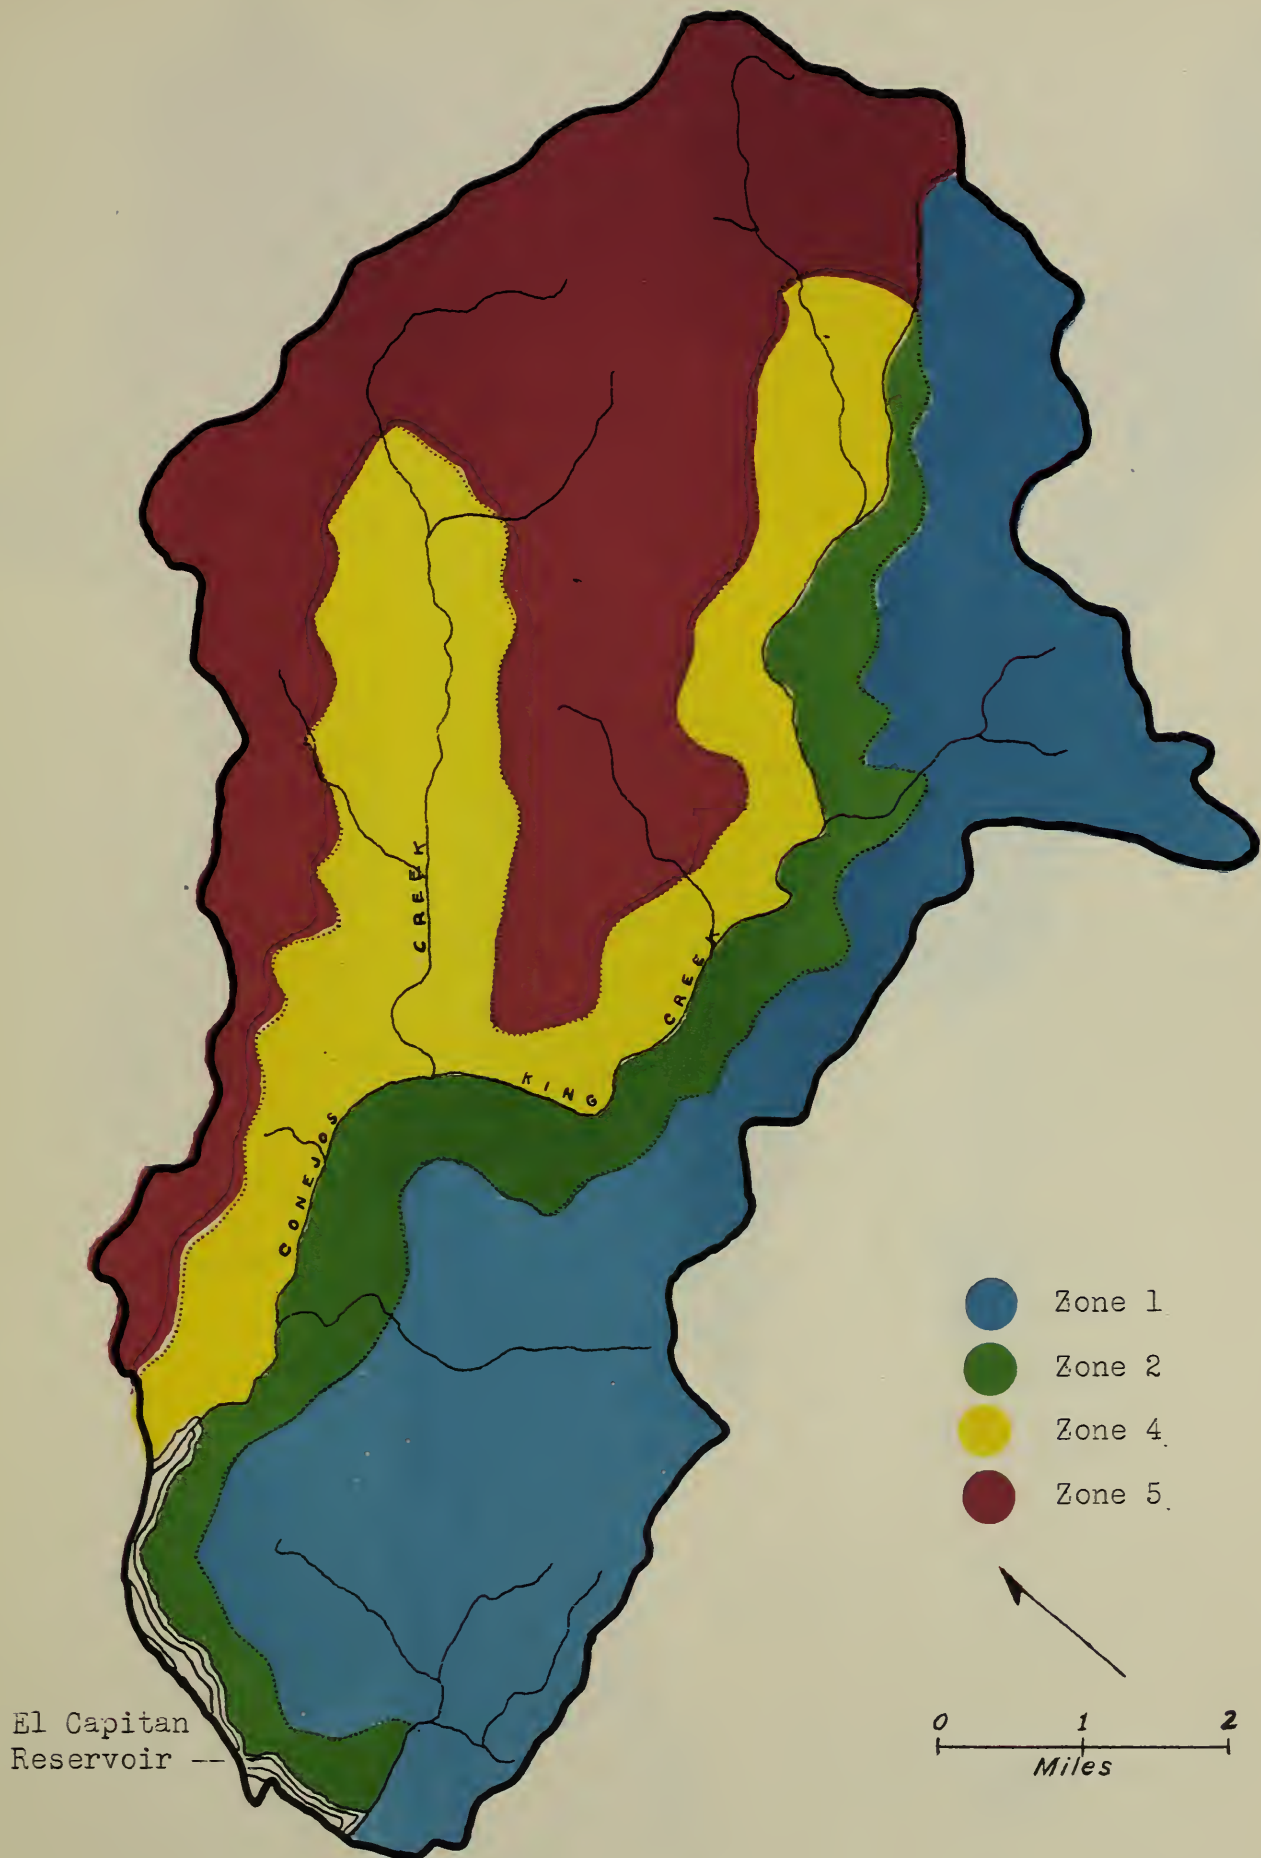 CREEK
CREEK
KING
CONEJOS
Zone 1
Zone 2
Zone 4
Zone 5
El Capitan
Reservoir --
0 1 2
Miles